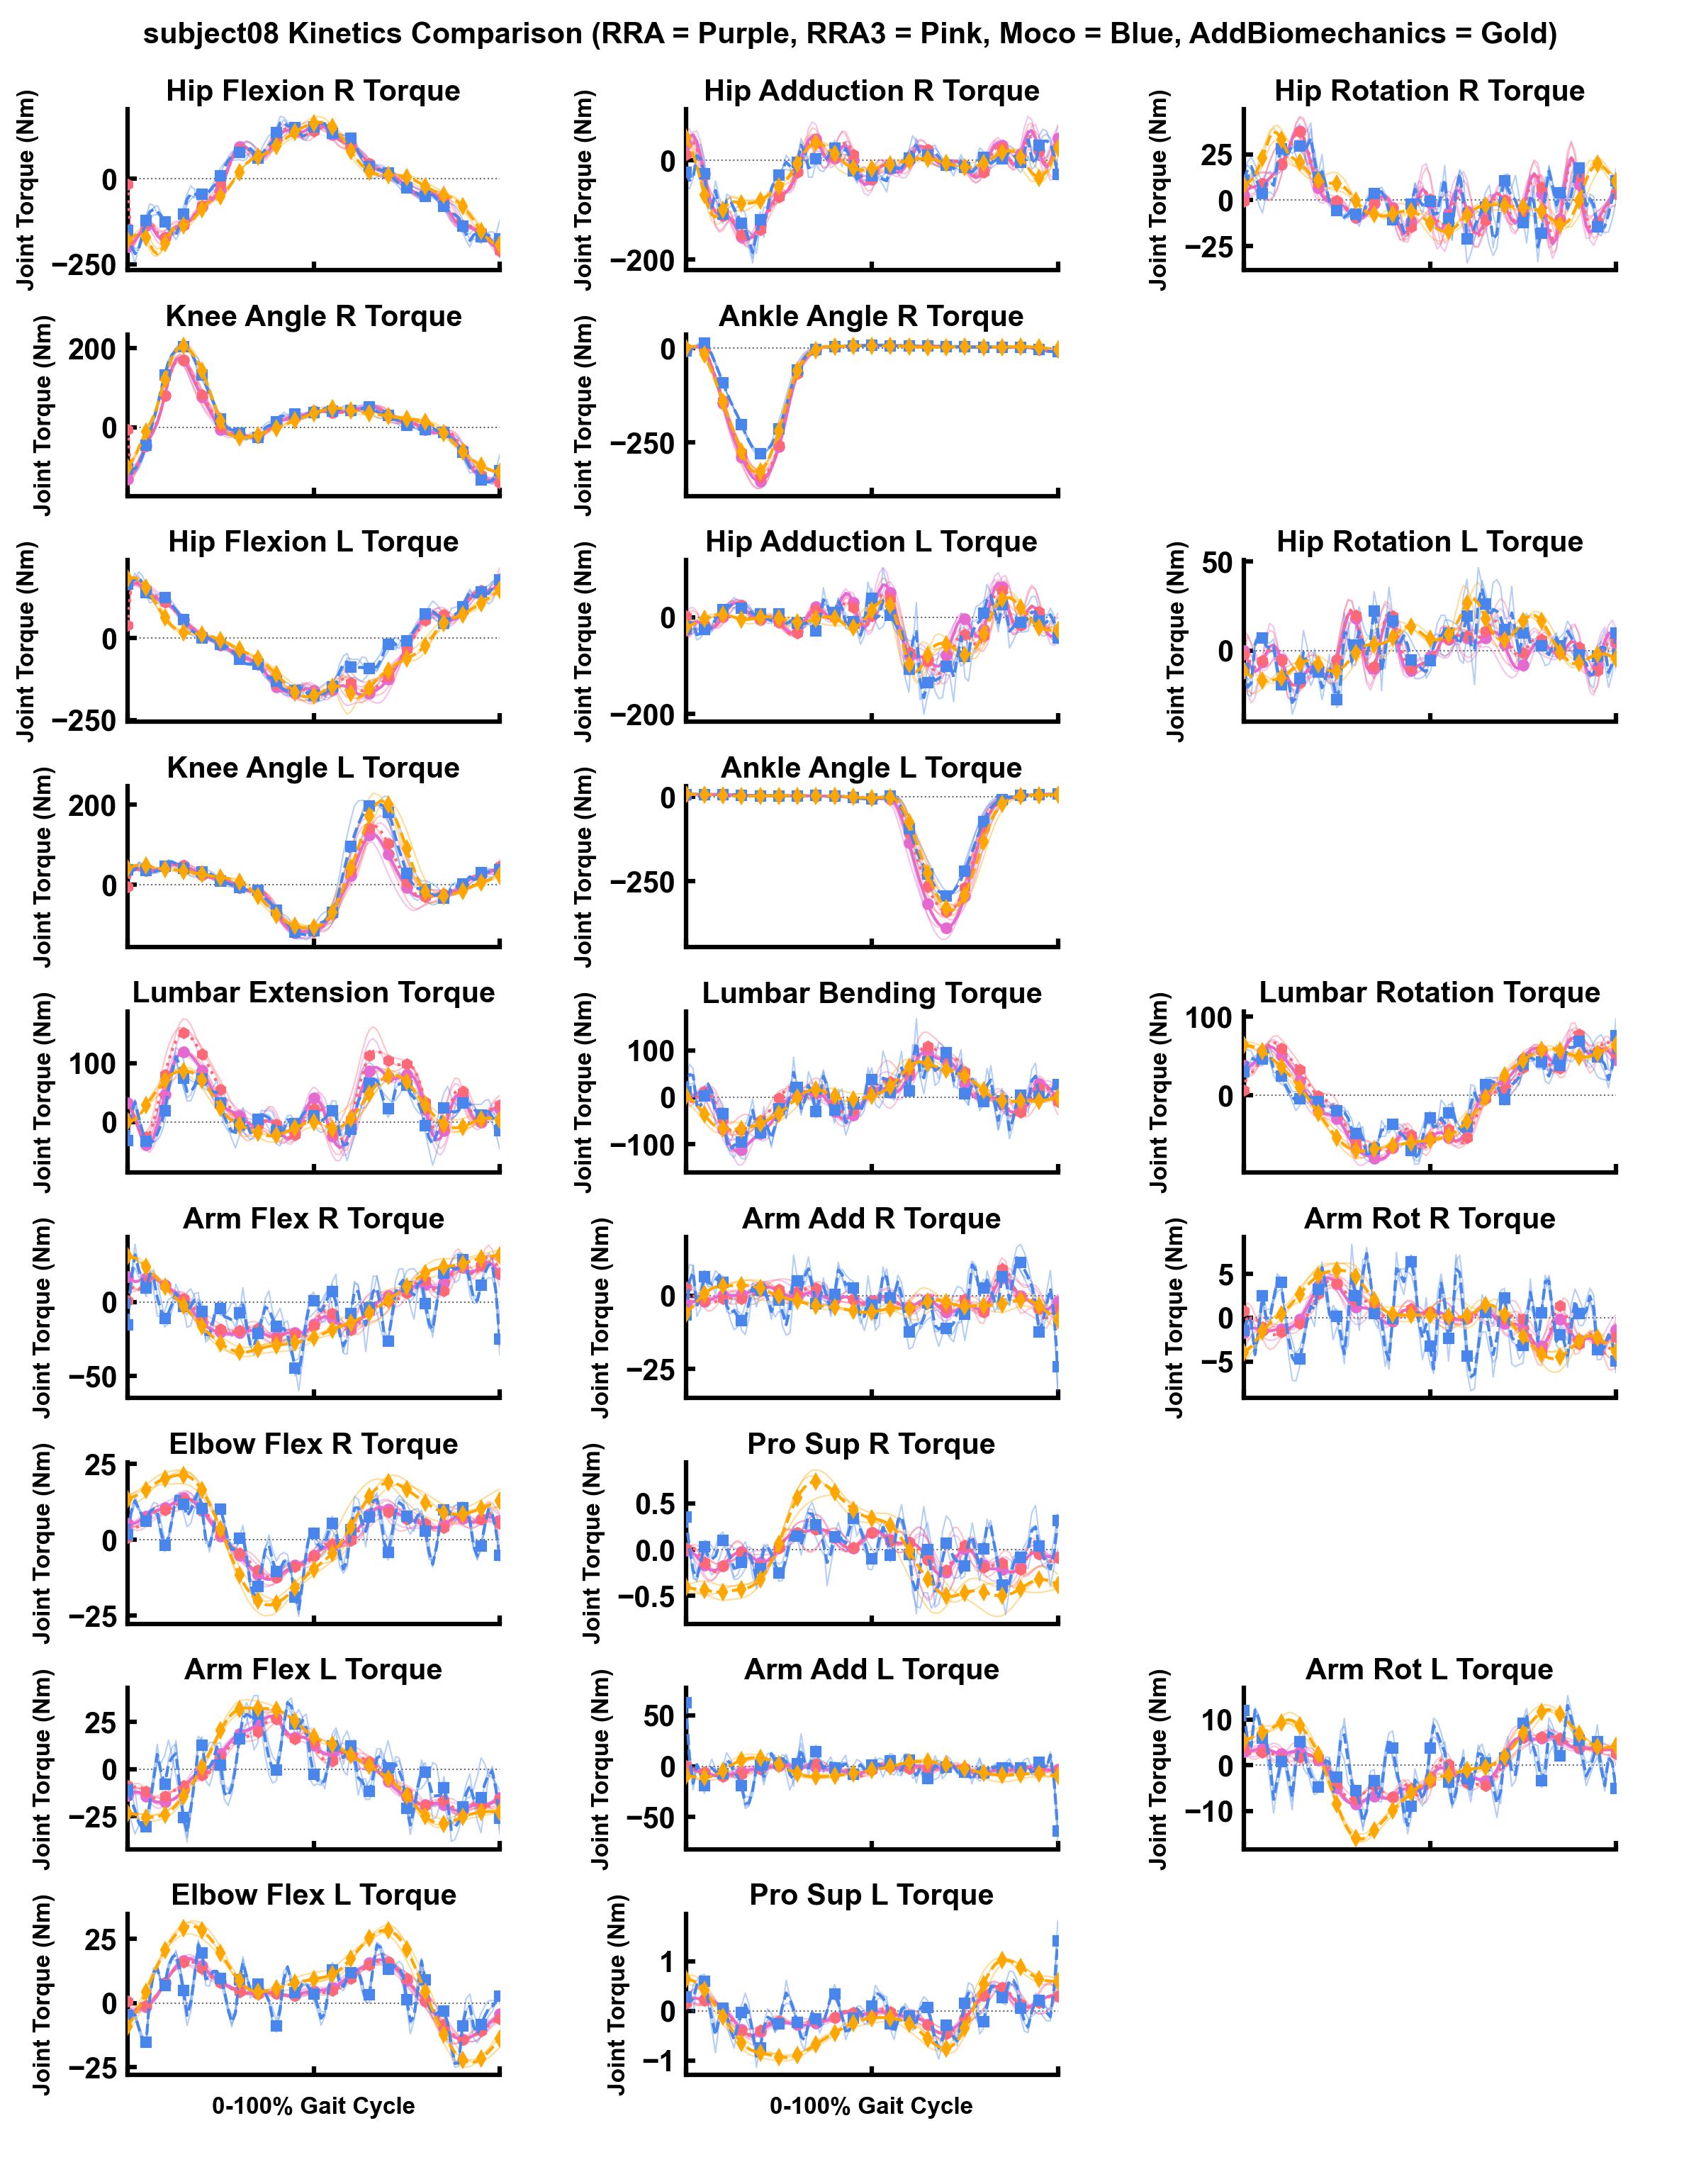 subject08 Kinetics Comparison (RRA = Purple, RRA3 = Pink, Moco = Blue, AddBiomechanics = Gold)
Hip Flexion R Torque
Joint Torque (Nm)
0
−250
Hip Adduction R Torque
Joint Torque (Nm)
0
−200
Hip Rotation R Torque
Joint Torque (Nm)
25
0
−25
Knee Angle R Torque
Joint Torque (Nm)
200
0
Ankle Angle R Torque
Joint Torque (Nm)
0
−250
Hip Flexion L Torque
Joint Torque (Nm)
0
−250
Hip Adduction L Torque
Joint Torque (Nm)
0
−200
Hip Rotation L Torque
Joint Torque (Nm)
50
0
Knee Angle L Torque
Joint Torque (Nm)
200
0
Ankle Angle L Torque
Joint Torque (Nm)
0
−250
Lumbar Extension Torque
Joint Torque (Nm)
100
0
Lumbar Bending Torque
Joint Torque (Nm)
100
0
−100
Lumbar Rotation Torque
Joint Torque (Nm)
100
0
Arm Flex R Torque
Joint Torque (Nm)
0
−50
Arm Add R Torque
Joint Torque (Nm)
0
−25
Arm Rot R Torque
Joint Torque (Nm)
5
0
−5
Elbow Flex R Torque
Joint Torque (Nm)
25
0
−25
Pro Sup R Torque
Joint Torque (Nm)
0.5
0.0
−0.5
Arm Flex L Torque
Joint Torque (Nm)
25
0
−25
Arm Add L Torque
Joint Torque (Nm)
50
0
−50
Arm Rot L Torque
Joint Torque (Nm)
10
0
−10
Elbow Flex L Torque
Joint Torque (Nm)
25
0
−25
0-100% Gait Cycle
Pro Sup L Torque
Joint Torque (Nm)
1
0
−1
0-100% Gait Cycle